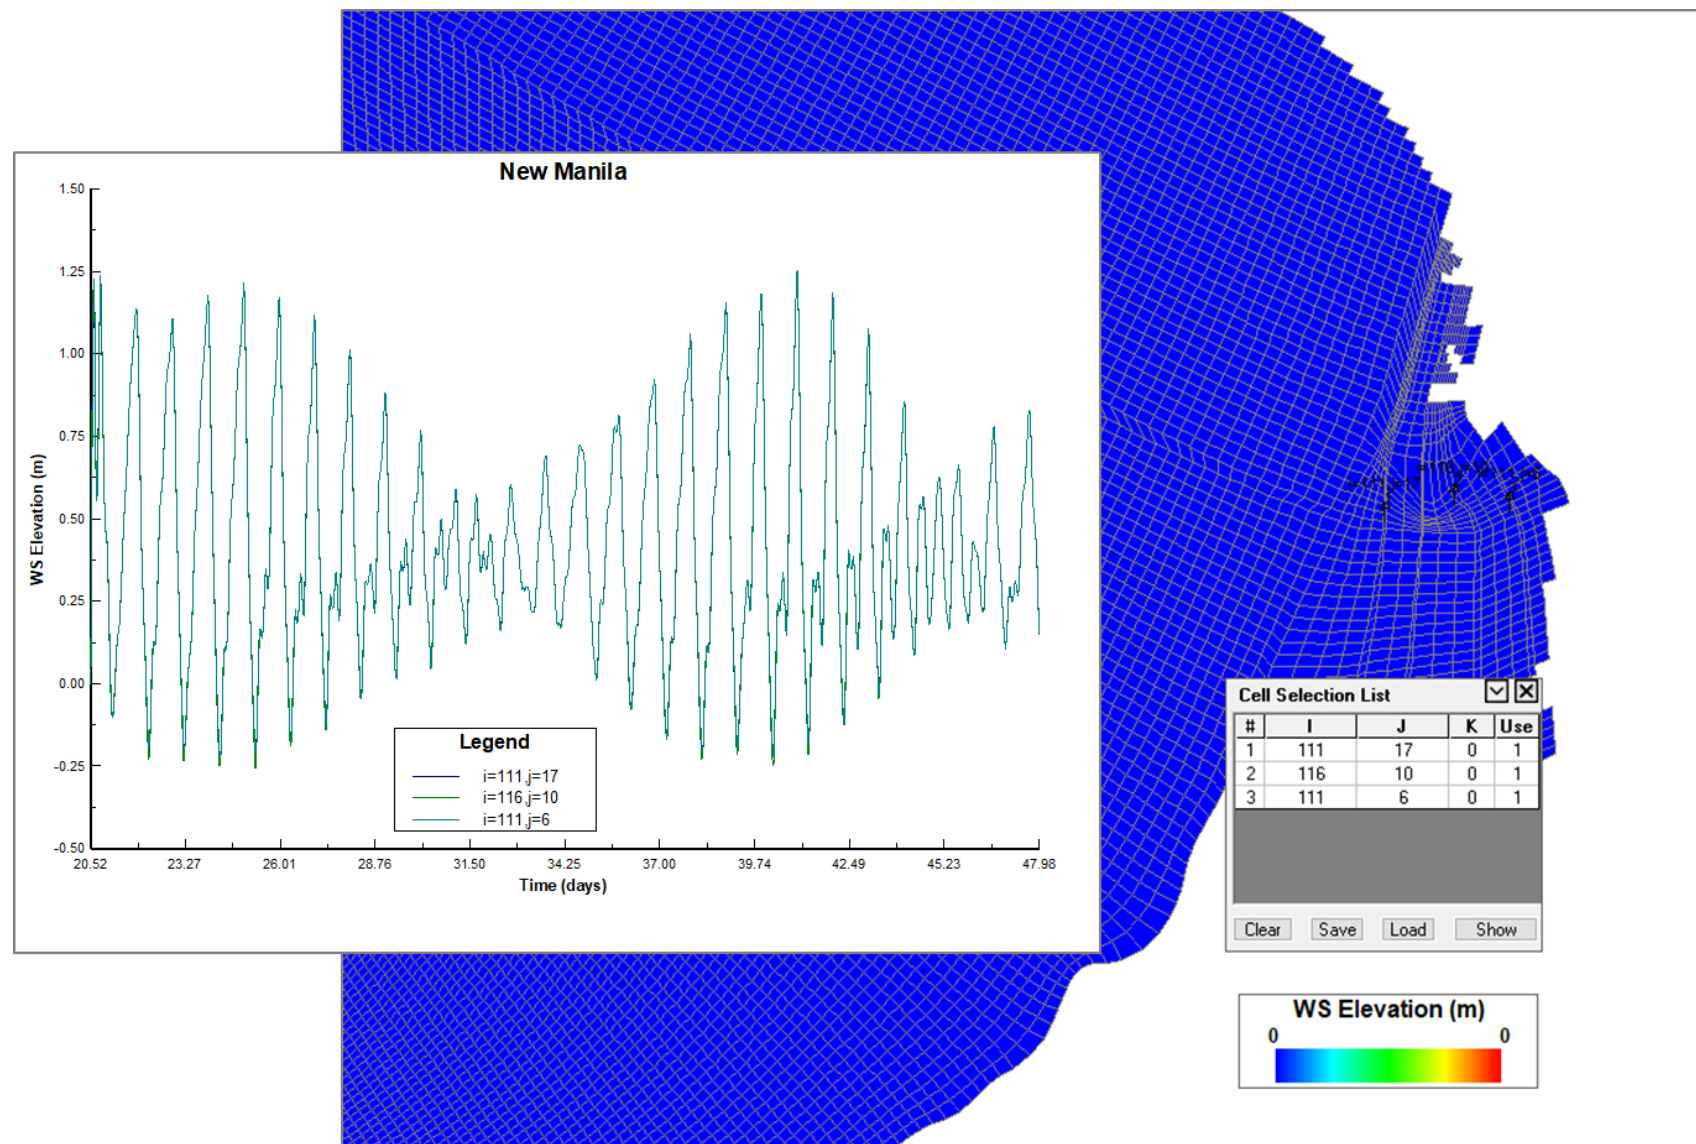 New Manila
1.50
1.25
1.00
0.75
0.50
0.25
0.00
-0.25
-0.50
WS Elevation (m)
20.52 23.27 26.01 28.76 31.50 34.25 37.00 39.74 42.49 45.23 47.98
Time (days)
Legend
i=111,j=17
i=116,j=10
i=111,j=6
i=111,j=17
Cell Selection List
# I J K Use
1 111 17 0 1
2 116 10 0 1
3 111 6 0 1
Clear Save Load Show
WS Elevation (m)
0 0